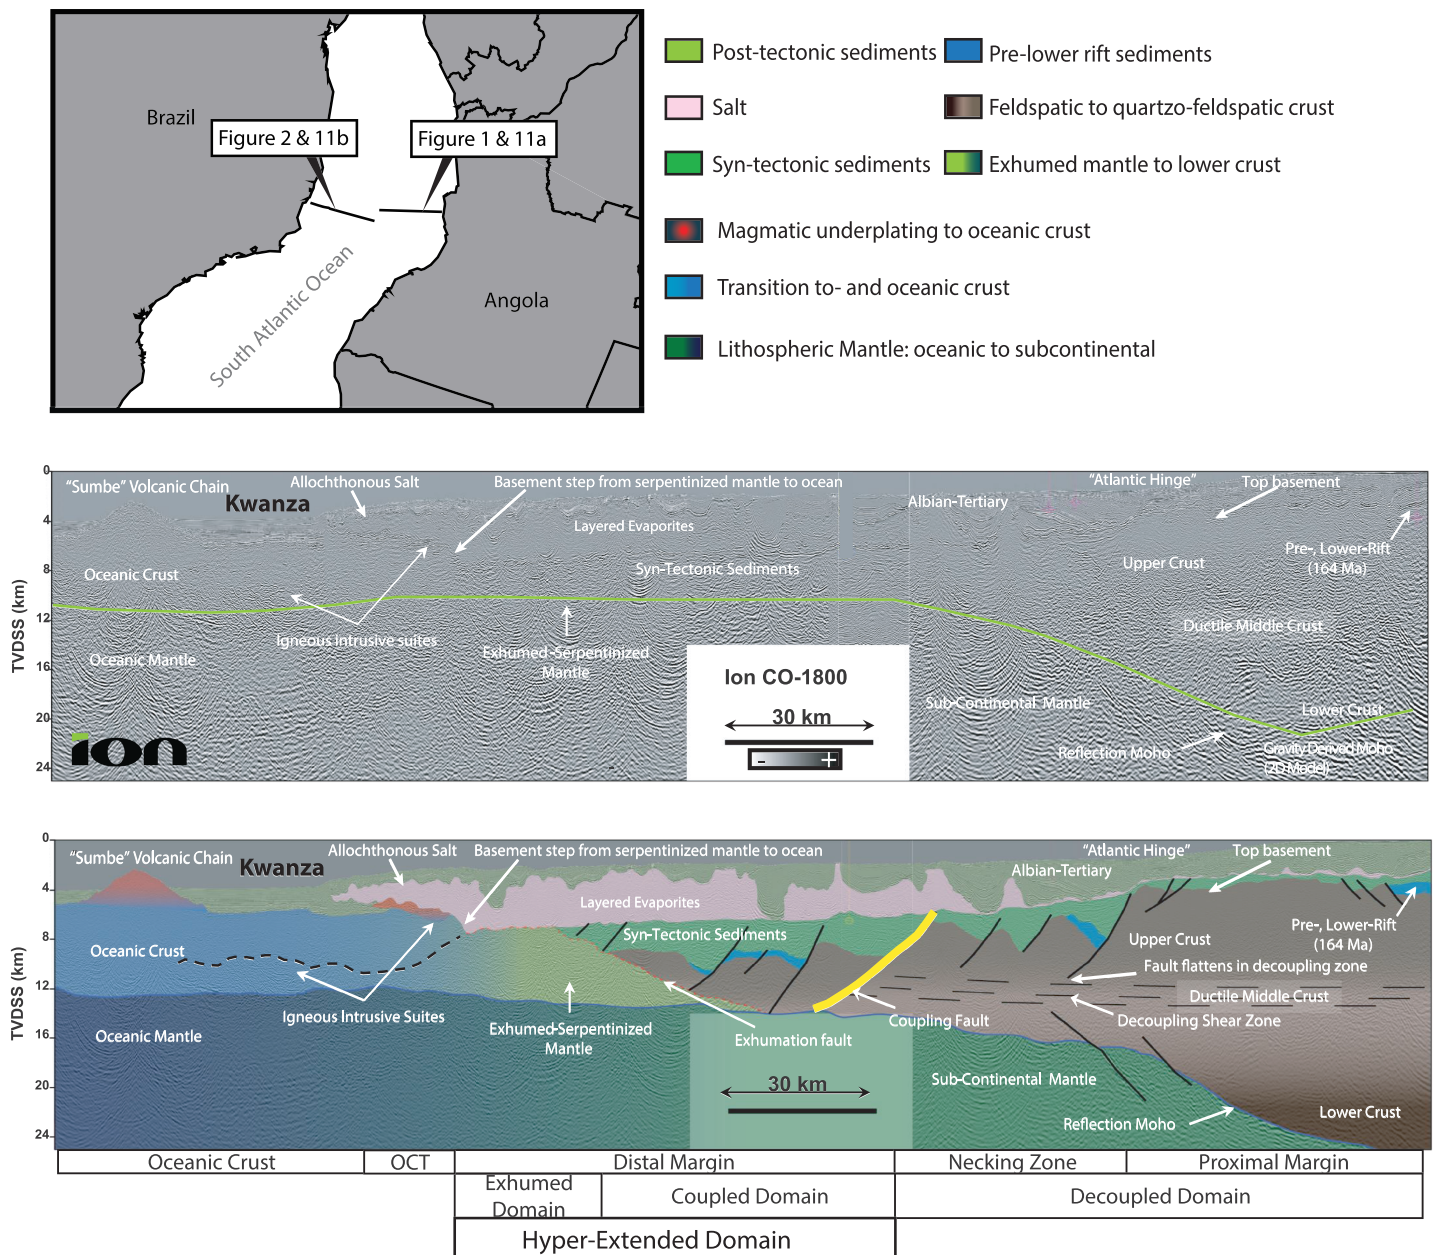 Brazil
Figure 2 & 11b
Figure 1 & 11a
South Atlantic Ocean
Angola
Post-tectonic sediments
Pre-lower rift sediments
Salt
Feldspatic to quartzo-feldspatic crust
Syn-tectonic sediments
Exhumed mantle to lower crust
Magmatic underplating to oceanic crust
Transition to- and oceanic crust
Lithospheric Mantle: oceanic to subcontinental
TVDSS (km)
0
4
8
12
16
20
24
"Sumbe" Volcanic Chain
Kwanza
Allochthonous Salt
Basement step from serpentinized mantle to ocean
"Atlantic Hinge"
Top basement
Albian-Tertiary
Layered Evaporites
Pre-, Lower-Rift
(164 Ma)
Oceanic Crust
Syn-Tectonic Sediments
Upper Crust
Igneous Intrusive suites
Ductile Middle Crust
Oceanic Mantle
Exhumed-Serpentinized
Mantle
Ion CO-1800
30 km
- +
Sub-Continental Mantle
Lower Crust
Reflection Moho
Gravity Derived Moho
(2D Model)
ion
TVDSS (km)
0
4
8
12
16
20
24
"Sumbe" Volcanic Chain
Kwanza
Allochthonous Salt
Basement step from serpentinized mantle to ocean
"Atlantic Hinge"
Top basement
Albian-Tertiary
Layered Evaporites
Syn-Tectonic Sediments
Pre-, Lower-Rift
(164 Ma)
Oceanic Crust
Upper Crust
Fault flattens in decoupling zone
Ductile Middle Crust
Igneous Intrusive Suites
Coupling Fault
Decoupling Shear Zone
Oceanic Mantle
Exhumed-Serpentinized
Mantle
Exhumation fault
30 km
Sub-Continental Mantle
Reflection Moho
Lower Crust
Oceanic Crust
OCT
Distal Margin
Necking Zone
Proximal Margin
Exhumed
Domain
Coupled Domain
Decoupled Domain
Hyper-Extended Domain